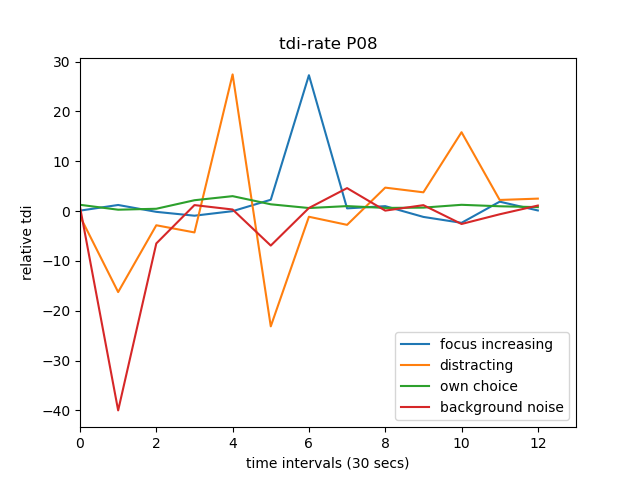 tdi-rate P08
relative tdi
30
20
10
0
−10
−20
−30
−40
0 2 4 6 8 10 12
time intervals (30 secs)
focus increasing
distracting
own choice
background noise